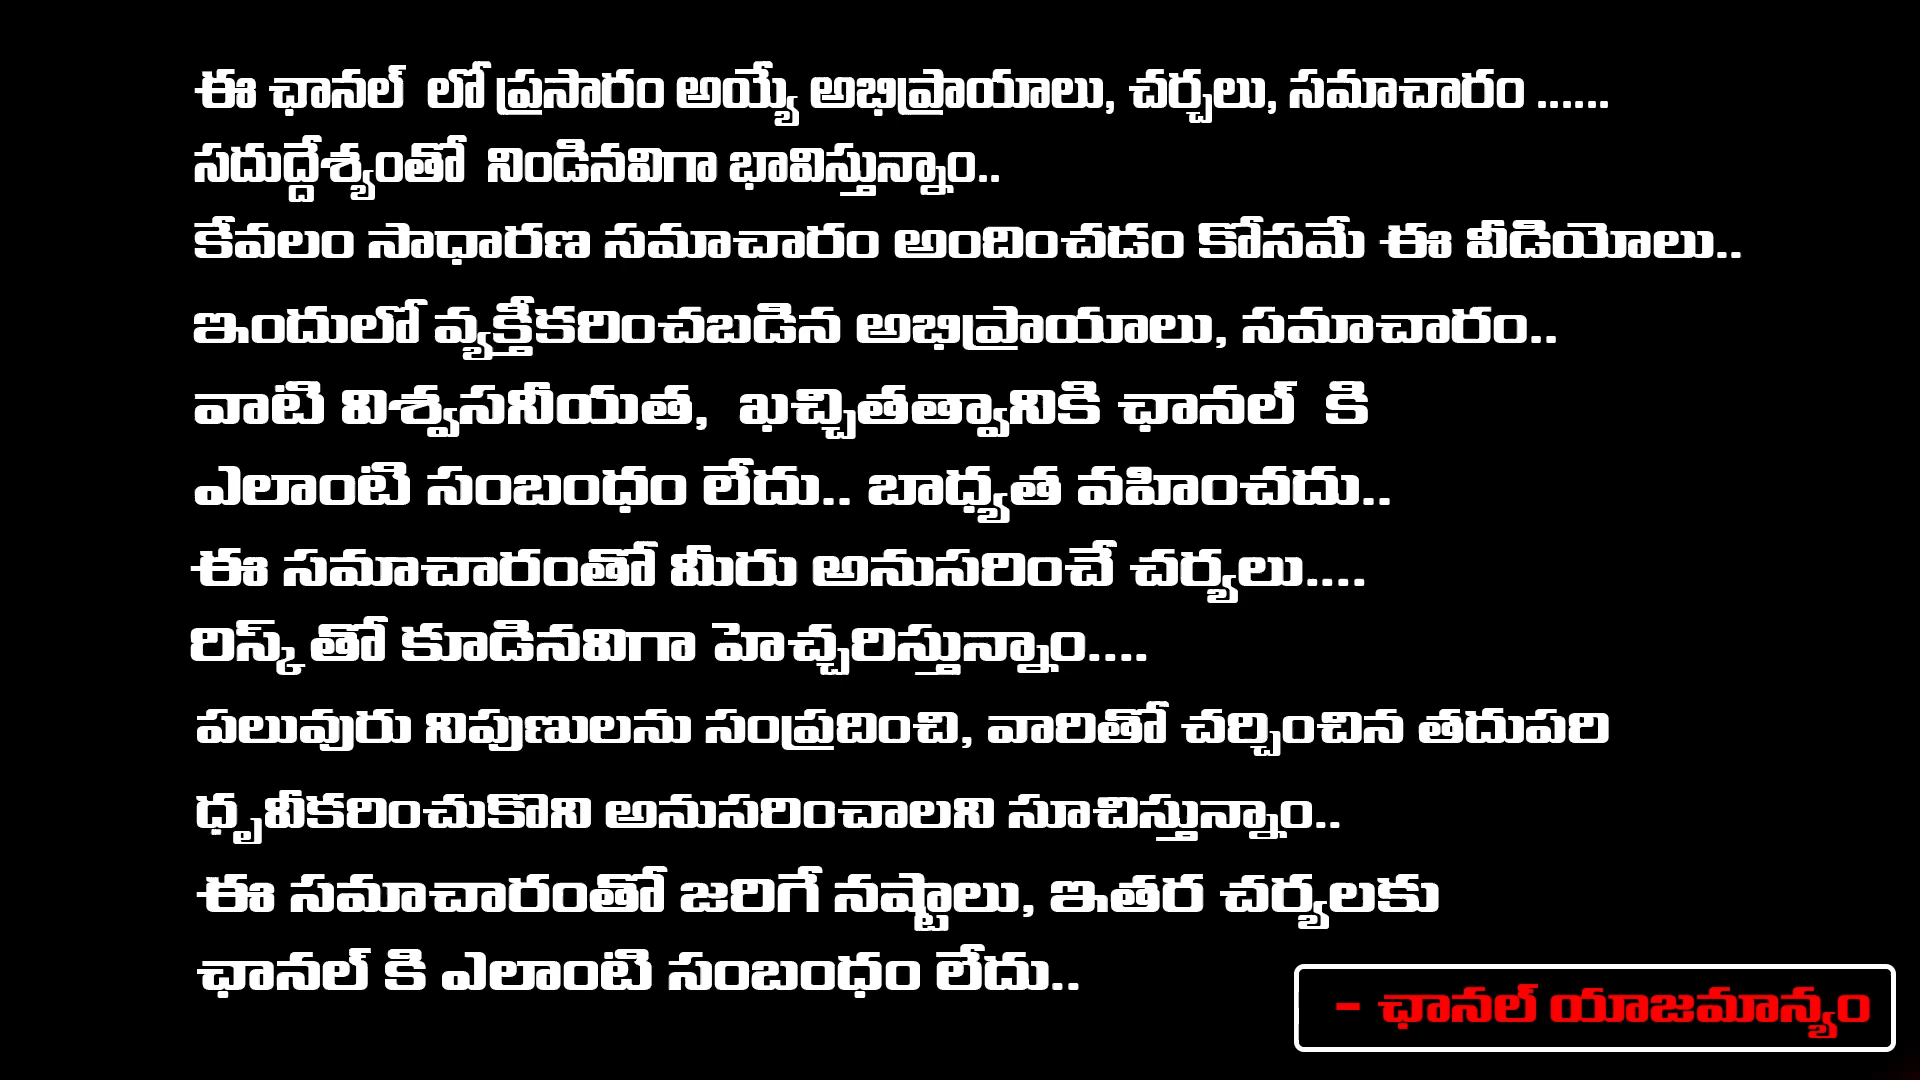 ఈ ఛానల్ లో ప్రసారం అయ్యే అభిప్రాయాలు, చర్చలు, సమాచారం ......
సదుద్దేశ్యంతో నిండినవిగా భావిస్తున్నాం..
కేవలం సాధారణ సమాచారం అందించడం కోసమే ఈ వీడియోలు..
ఇందులో వ్యక్తీకరించబడిన అభిప్రాయాలు, సమాచారం..
వాటి విశ్వసనీయత, ఖచ్చితత్వానికి ఛానల్ కి
ఎలాంటి సంబంధం లేదు.. బాధ్యత వహించదు..
ఈ సమాచారంతో మీరు అనుసరించే చర్యలు....
రిస్క్ తో కూడినవిగా హెచ్చరిస్తున్నాం....
పలువురు నిపుణులను సంప్రదించి, వారితో చర్చించిన తదుపరి
ధృవీకరించుకొని అనుసరించాలని సూచిస్తున్నాం..
ఈ సమాచారంతో జరిగే నష్టాలు, ఇతర చర్యలకు
ఛానల్ కి ఎలాంటి సంబంధం లేదు..
- ఛానల్ యాజమాన్యం